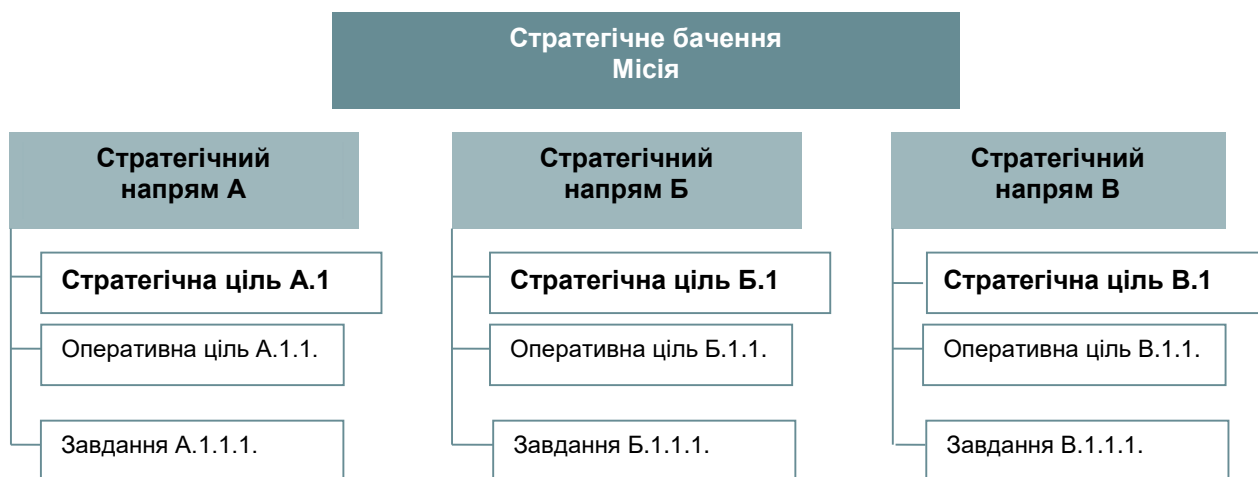 Стратегічне бачення
Місія
Стратегічний
напрям А
Стратегічна ціль А.1
Оперативна ціль А.1.1.
Завдання А.1.1.1.
Стратегічний
напрям Б
Стратегічна ціль Б.1
Оперативна ціль Б.1.1.
Завдання Б.1.1.1.
Стратегічний
напрям В
Стратегічна ціль В.1
Оперативна ціль В.1.1.
Завдання В.1.1.1.